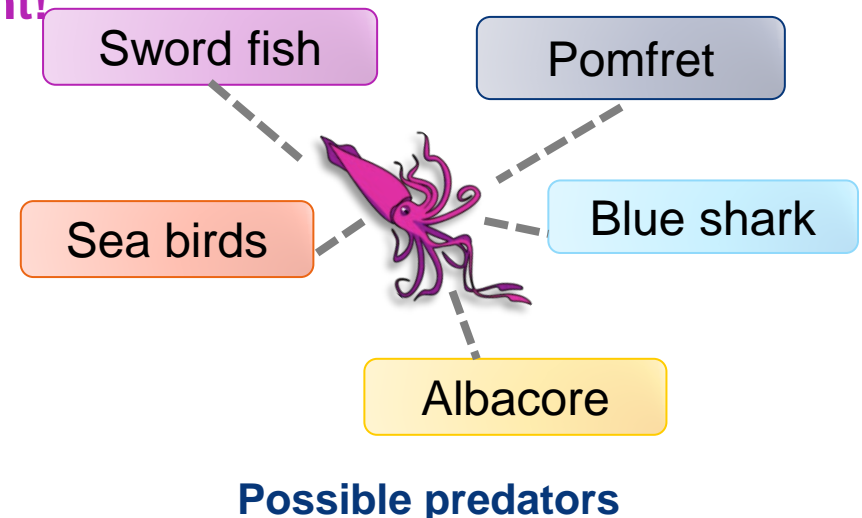 Sword fish
Pomfret
Sea birds
Blue shark
Albacore
Possible predators